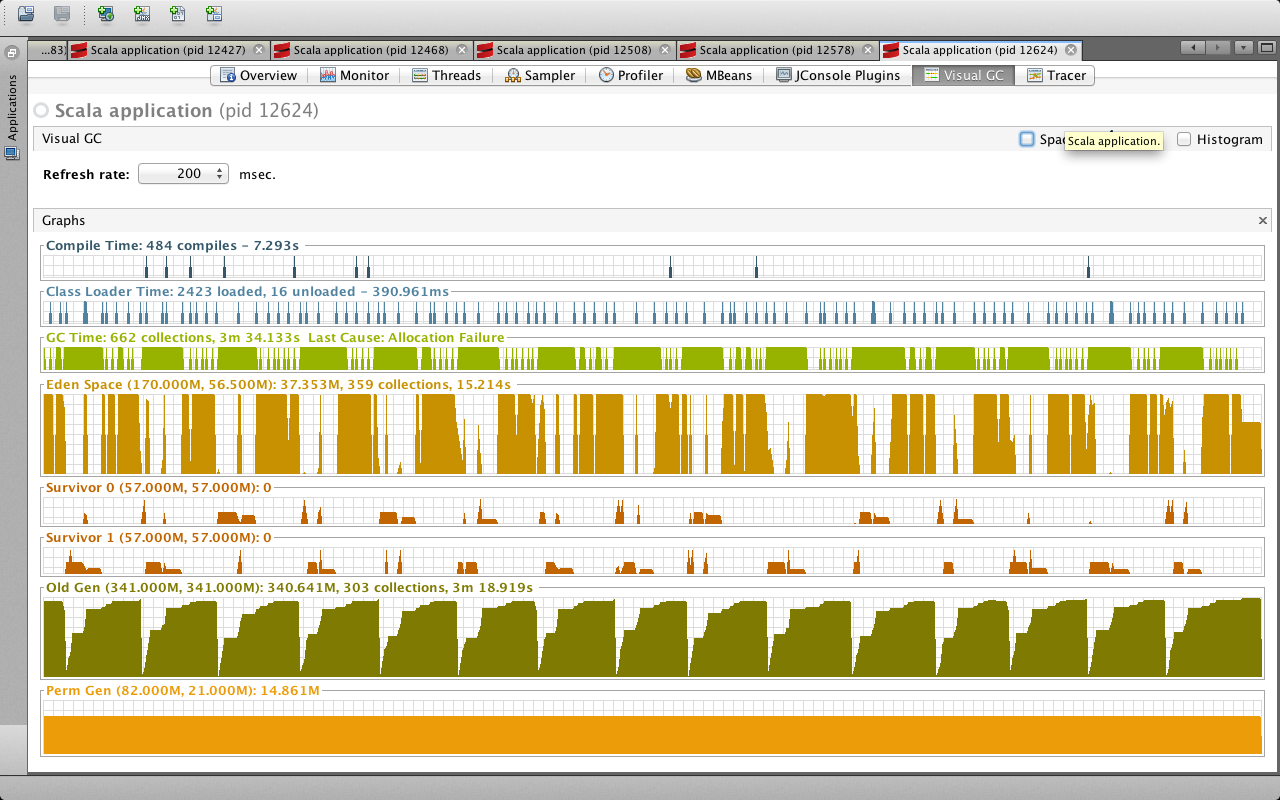 ...83)
Scala application (pid 12427)
Scala application (pid 12468)
Scala application (pid 12508)
Scala application (pid 12578)
Scala application (pid 12624)
Applications
Overview
Monitor
Threads
Sampler
Profiler
MBeans
JConsole Plugins
Visual GC
Tracer
Scala application (pid 12624)
Visual GC
Spac
Scala application.
Histogram
Refresh rate: 200 msec.
Graphs
Compile Time: 484 compiles - 7.293s
Class Loader Time: 2423 loaded, 16 unloaded - 390.961ms
GC Time: 662 collections, 3m 34.133s Last Cause: Allocation Failure
Eden Space (170.000M, 56.500M): 37.353M, 359 collections, 15.214s
Survivor 0 (57.000M, 57.000M): 0
Survivor 1 (57.000M, 57.000M): 0
Old Gen (341.000M, 341.000M): 340.641M, 303 collections, 3m 18.919s
Perm Gen (82.000M, 21.000M): 14.861M